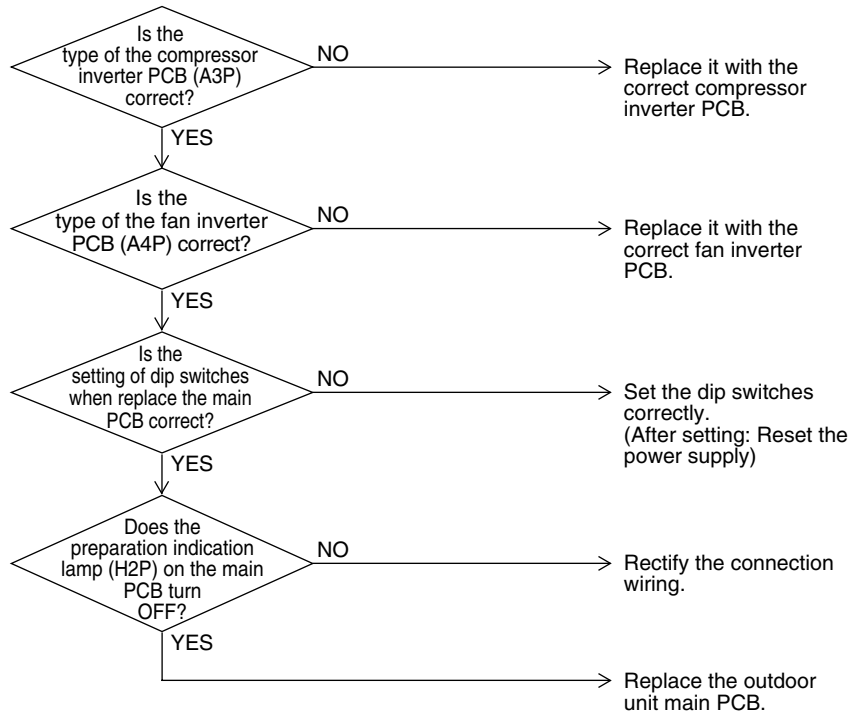 Is the
type of the compressor
inverter PCB (A3P)
correct?
NO
Replace it with the
correct compressor
inverter PCB.
YES
Is the
type of the fan inverter
PCB (A4P) correct?
NO
Replace it with the
correct fan inverter
PCB.
YES
Is the
setting of dip switches
when replace the main
PCB correct?
NO
Set the dip switches
correctly.
(After setting: Reset the
power supply)
YES
Does the
preparation indication
lamp (H2P) on the main
PCB turn
OFF?
NO
Rectify the connection
wiring.
YES
Replace the outdoor
unit main PCB.